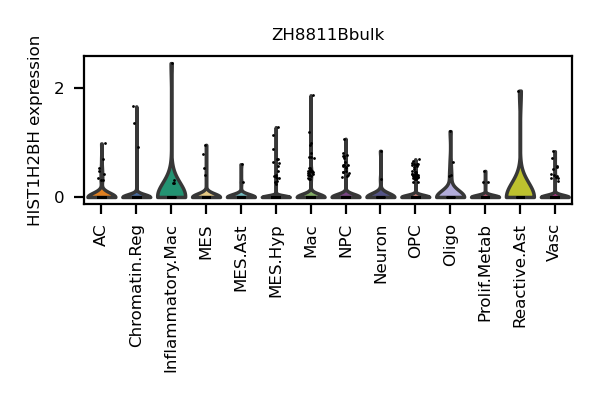 ZH8811Bbulk
HIST1H2BH expression
2
0
AC
Chromatin.Reg
Inflammatory.Mac
MES
MES.Ast
MES.Hyp
Mac
NPC
Neuron
OPC
Oligo
Prolif.Metab
Reactive.Ast
Vasc